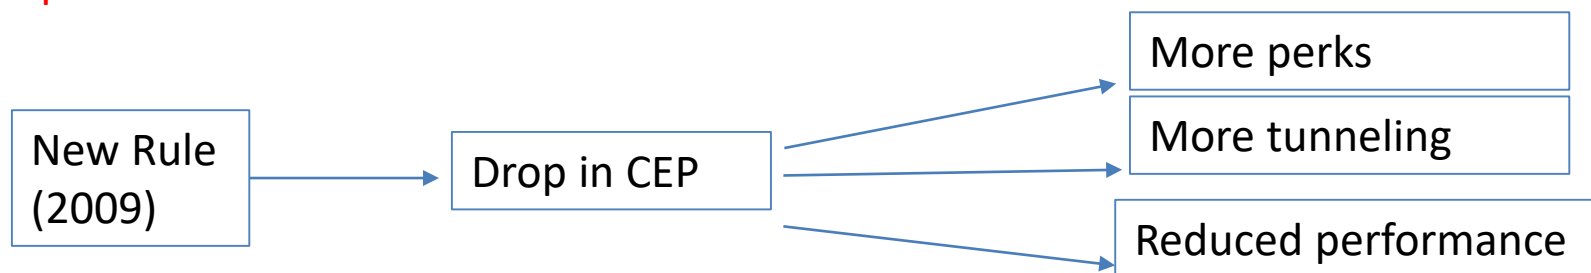 New Rule
(2009)
Drop in CEP
More perks
More tunneling
Reduced performance